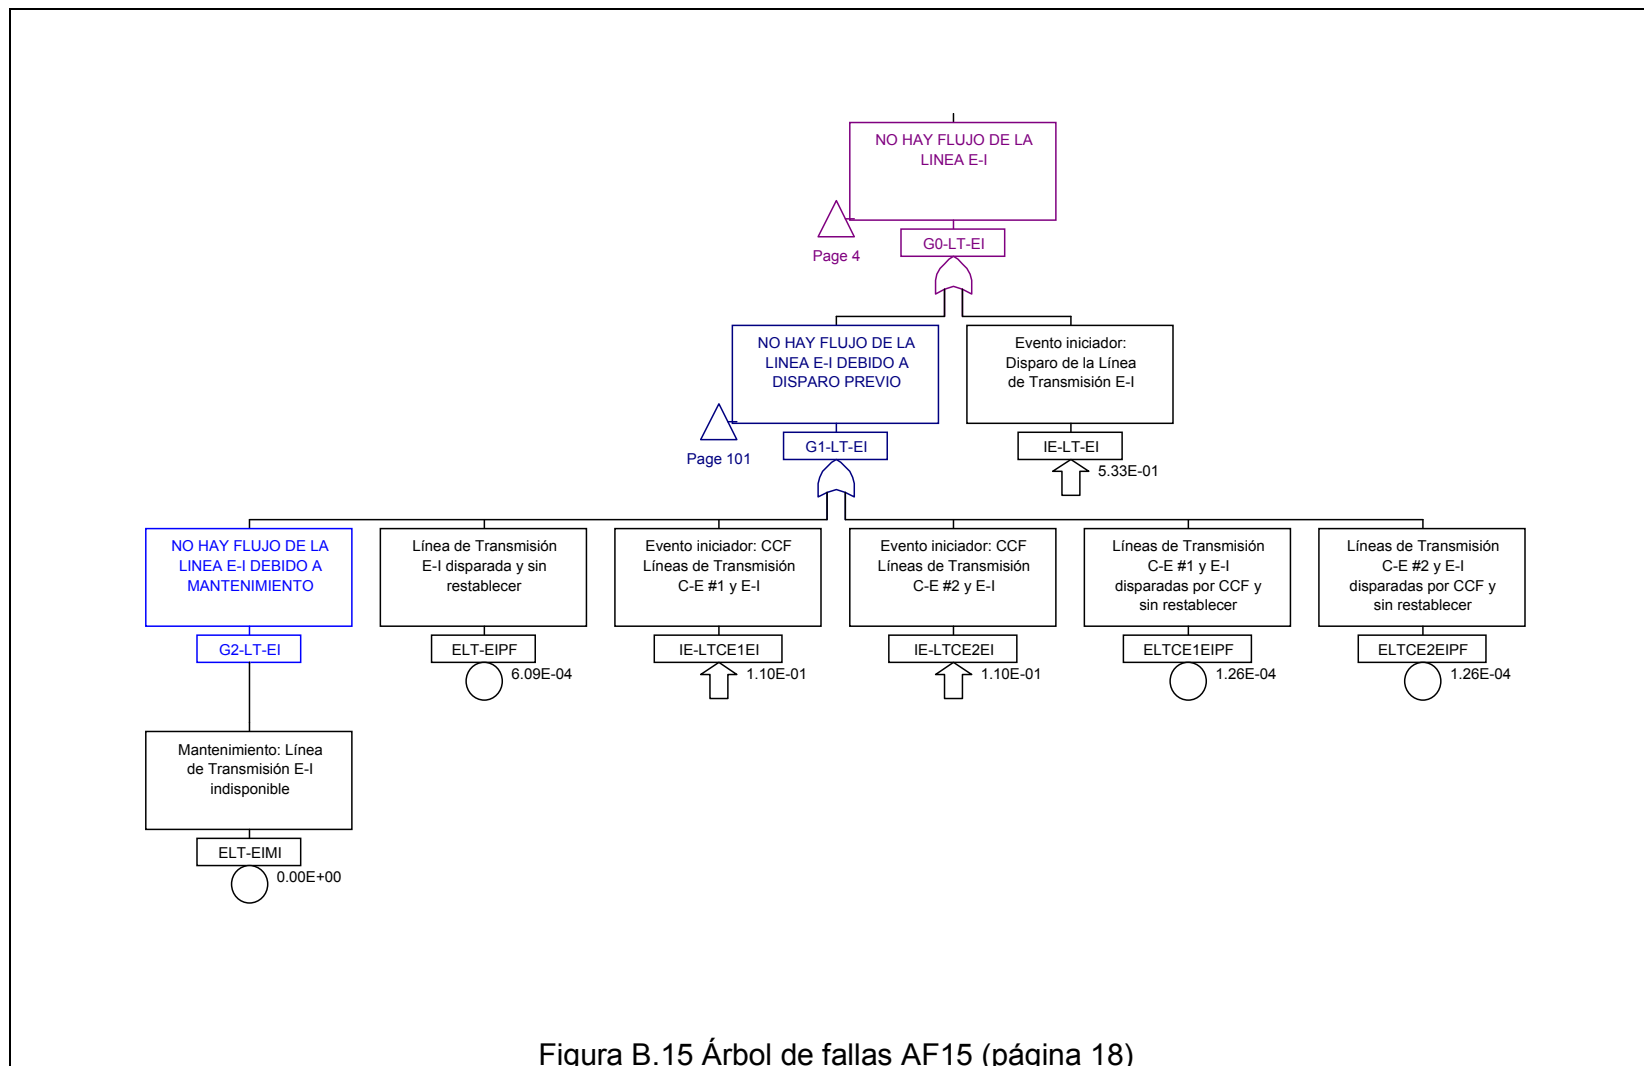 NO HAY FLUJO DE LA
LINEA E-I
Page 4
G0-LT-EI
NO HAY FLUJO DE LA
LINEA E-I DEBIDO A
DISPARO PREVIO
Page 101
G1-LT-EI
Evento iniciador:
Disparo de la Línea
de Transmisión E-I
IE-LT-EI
5.33E-01
NO HAY FLUJO DE LA
LINEA E-I DEBIDO A
MANTENIMIENTO
G2-LT-EI
Línea de Transmisión
E-I disparada y sin
restablecer
ELT-EIPF
6.09E-04
Evento iniciador: CCF
Líneas de Transmisión
C-E #1 y E-I
IE-LTCE1EI
1.10E-01
Evento iniciador: CCF
Líneas de Transmisión
C-E #2 y E-I
IE-LTCE2EI
1.10E-01
Líneas de Transmisión
C-E #1 y E-I
disparadas por CCF y
sin restablecer
ELTCE1EIPF
1.26E-04
Líneas de Transmisión
C-E #2 y E-I
disparadas por CCF y
sin restablecer
ELTCE2EIPF
1.26E-04
Mantenimiento: Línea
de Transmisión E-I
indisponible
ELT-EIMI
0.00E+00
Figura B.15 Árbol de fallas AF15 (página 18)